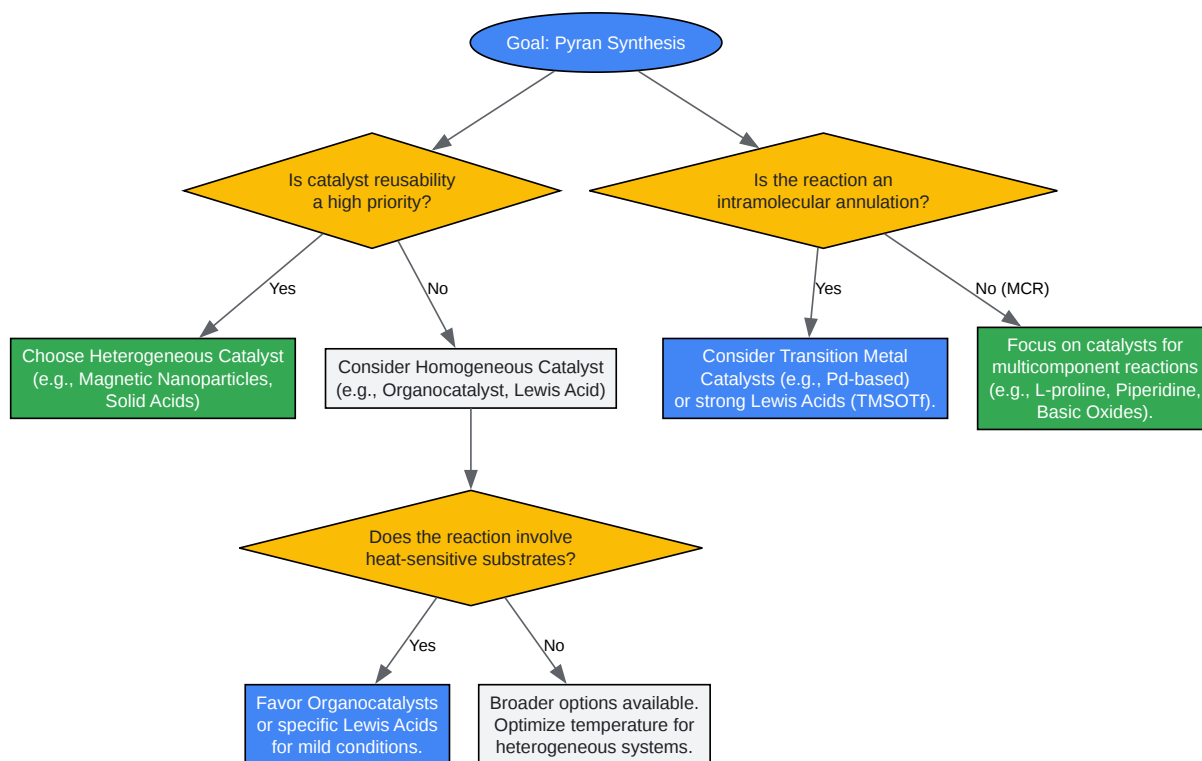 Goal: Pyran Synthesis
Is catalyst reusability
a high priority?
Is the reaction an
intramolecular annulation?
Yes
No
Yes
No (MCR)
Choose Heterogeneous Catalyst
(e.g., Magnetic Nanoparticles,
Solid Acids)
Consider Homogeneous Catalyst
(e.g., Organocatalyst, Lewis Acid)
Consider Transition Metal
Catalysts (e.g., Pd-based)
or strong Lewis Acids (TMSOTf).
Focus on catalysts for
multicomponent reactions
(e.g., L-proline, Piperidine,
Basic Oxides).
Does the reaction involve
heat-sensitive substrates?
Yes
No
Favor Organocatalysts
or specific Lewis Acids
for mild conditions.
Broader options available.
Optimize temperature for
heterogeneous systems.